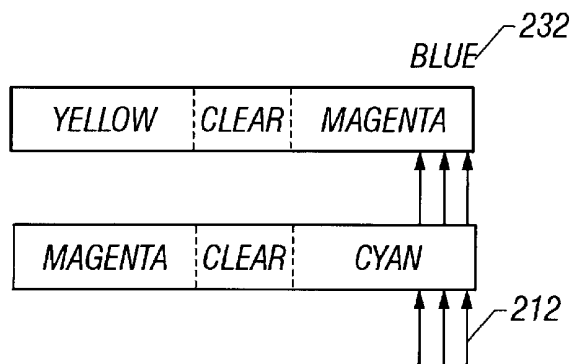 232
BLUE
YELLOW CLEAR MAGENTA
MAGENTA CLEAR CYAN
212